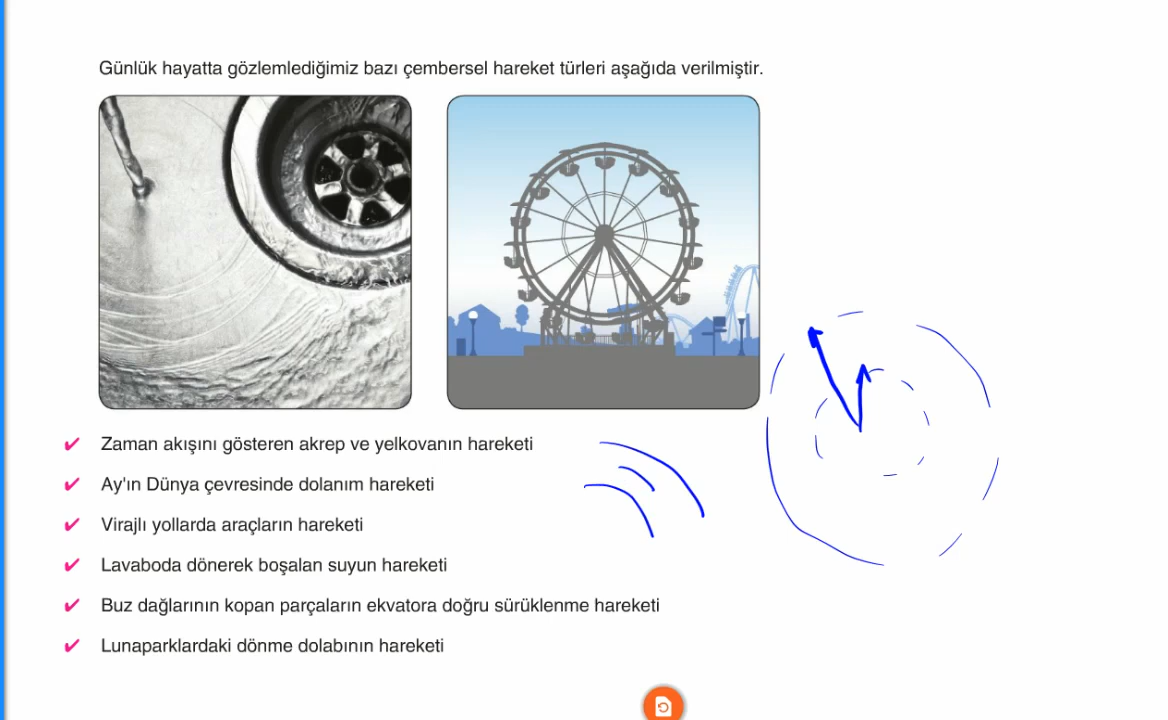 Günlük hayatta gözlemlediğimiz bazı çembersel hareket türleri aşağıda verilmiştir.
Zaman akışını gösteren akrep ve yelkovanın hareketi
Ay'ın Dünya çevresinde dolanım hareketi
Virajlı yollarda araçların hareketi
Lavaboda dönerek boşalan suyun hareketi
Buz dağlarının kopan parçaların ekvatora doğru sürüklenme hareketi
Lunaparklardaki dönme dolabının hareketi